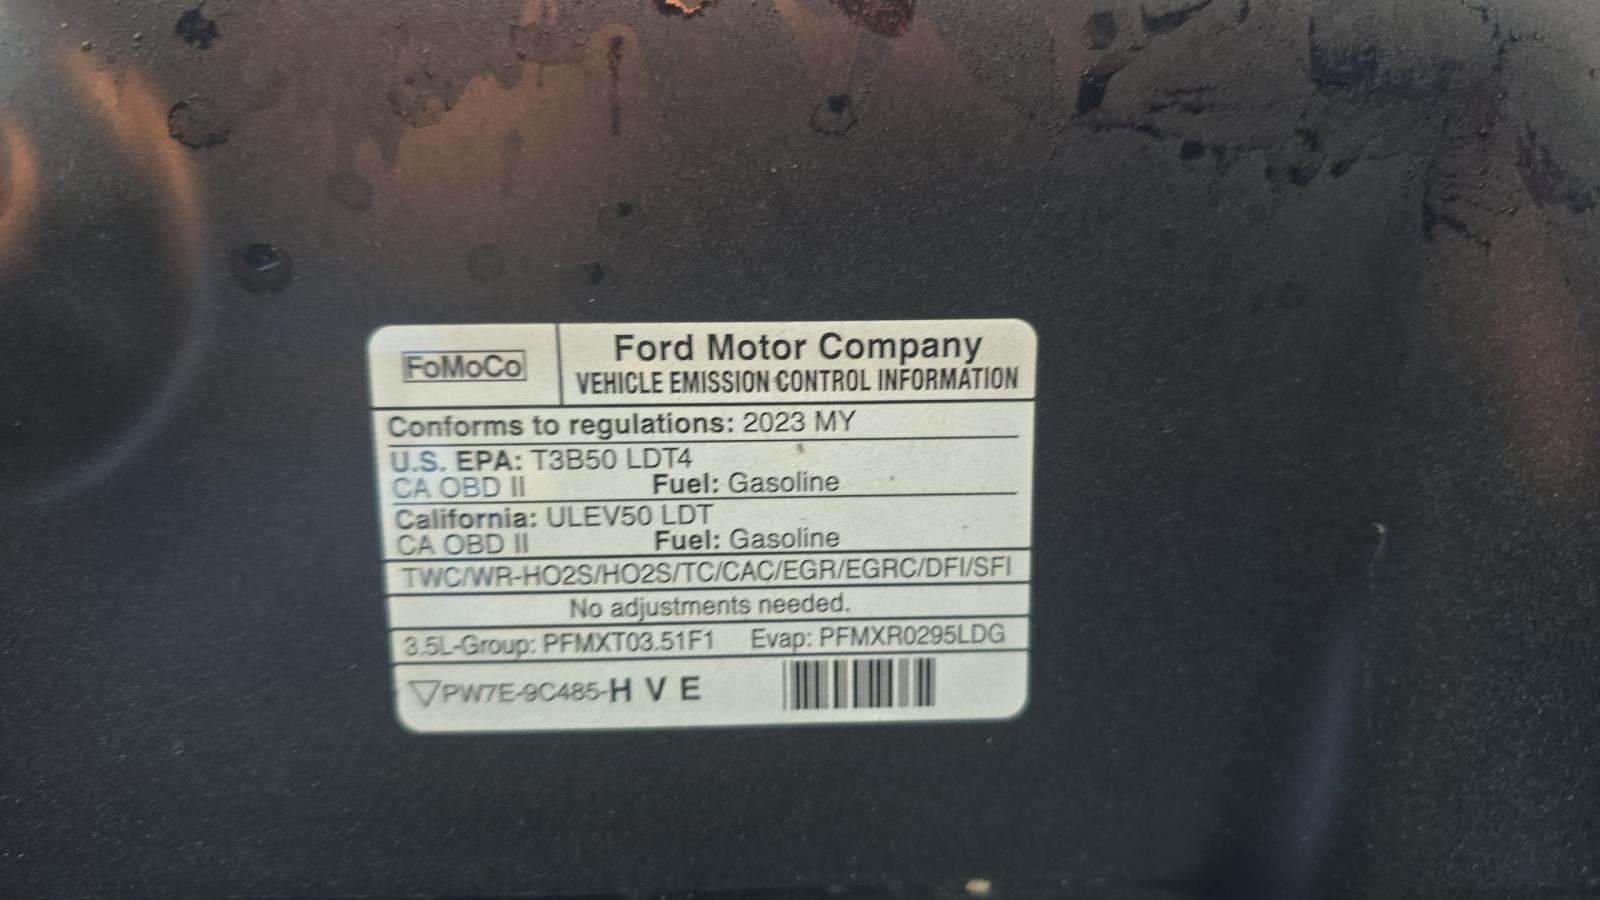 FoMoCo
Ford Motor Company
VEHICLE EMISSION CONTROL INFORMATION
Conforms to regulations: 2023 MY
U.S. EPA: T3B50 LDT4
CA OBD II Fuel: Gasoline
California: ULEV50 LDT
CA OBD II Fuel: Gasoline
TWC/WR-HO2S/HO2S/TC/CAC/EGR/EGRC/DFI/SFI
No adjustments needed.
3.5L-Group: PFMXT03.51F1 Evap: PFMXR0295LDG
PW7E-9C485-H V E